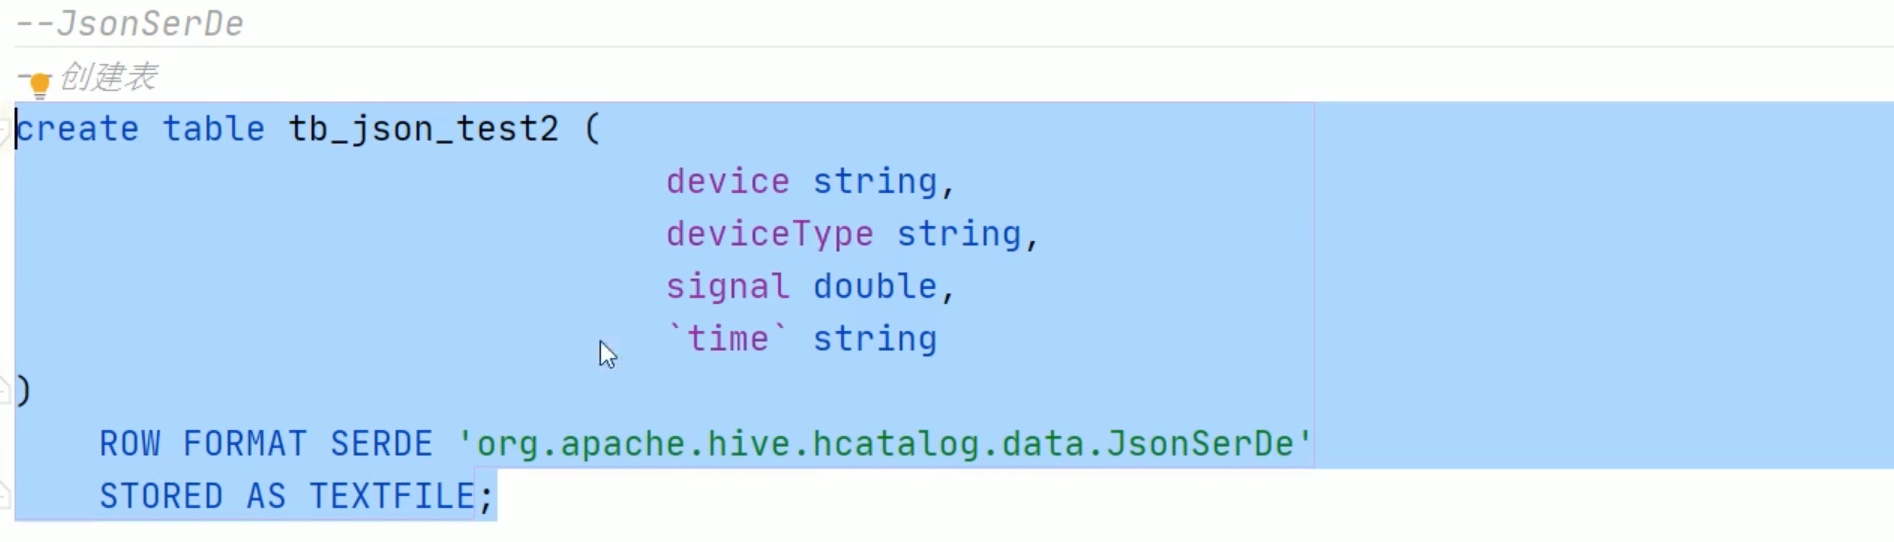 --JsonSerDe
--创建表
create table tb_json_test2 (
device string,
deviceType string,
signal double,
`time` string
)
ROW FORMAT SERDE 'org.apache.hive.hcatalog.data.JsonSerDe'
STORED AS TEXTFILE;